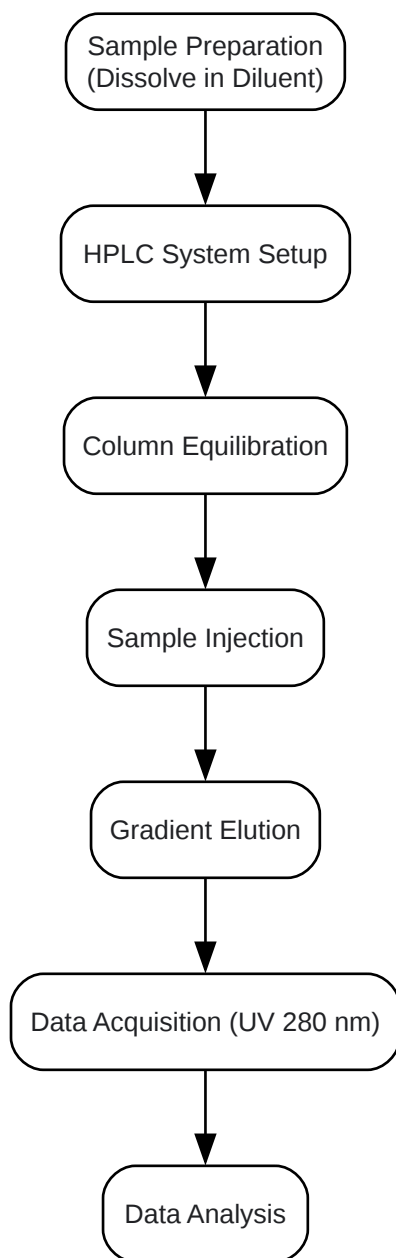 Sample Preparation
(Dissolve in Diluent)
HPLC System Setup
Column Equilibration
Sample Injection
Gradient Elution
Data Acquisition (UV 280 nm)
Data Analysis